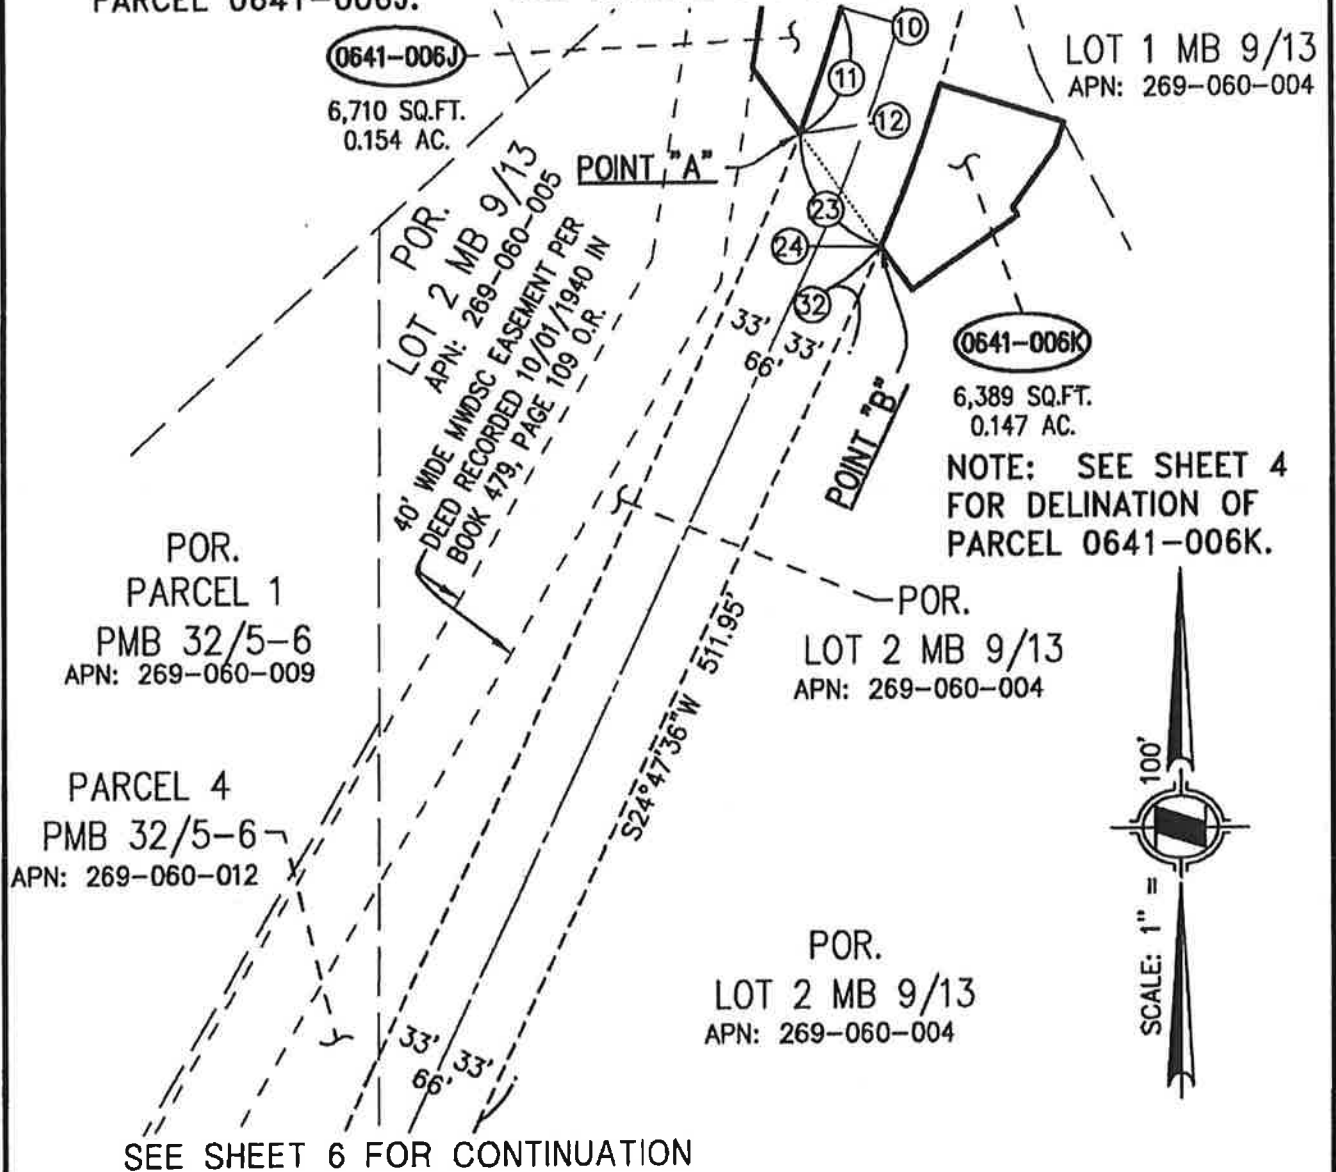 PARCEL 0641-006J.
0641-006J
6,710 SQ.FT.
0.154 AC.
10
11
12
LOT 1 MB 9/13
APN: 269-060-004
POINT "A"
23
24
32
POR.
LOT 2 MB 9/13
APN: 269-060-005
40' WIDE MWDSC EASEMENT PER
DEED RECORDED 10/01/1940 IN
BOOK 479, PAGE 109 O.R.
33'
33'
66'
POINT "B"
0641-006K
6,389 SQ.FT.
0.147 AC.
NOTE: SEE SHEET 4
FOR DELINATION OF
PARCEL 0641-006K.
POR.
PARCEL 1
PMB 32/5-6
APN: 269-060-009
POR.
LOT 2 MB 9/13
APN: 269-060-004
S24°47'36"W 511.95'
PARCEL 4
PMB 32/5-6
APN: 269-060-012
POR.
LOT 2 MB 9/13
APN: 269-060-004
SCALE: 1" = 100'
33'
33'
66'
SEE SHEET 6 FOR CONTINUATION